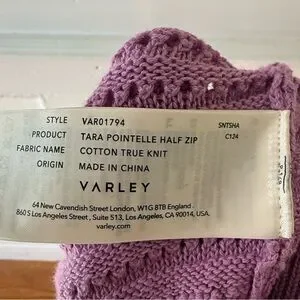 STYLE VAR01794 SNTSHA
PRODUCT TARA POINTELLE HALF ZIP C124
FABRIC NAME COTTON TRUE KNIT
ORIGIN MADE IN CHINA
VARLEY
64 New Cavendish Street London, W1G 8TB England.
860 S Los Angeles Street, Suite 513, Los Angeles, CA 90014, USA.
varley.com